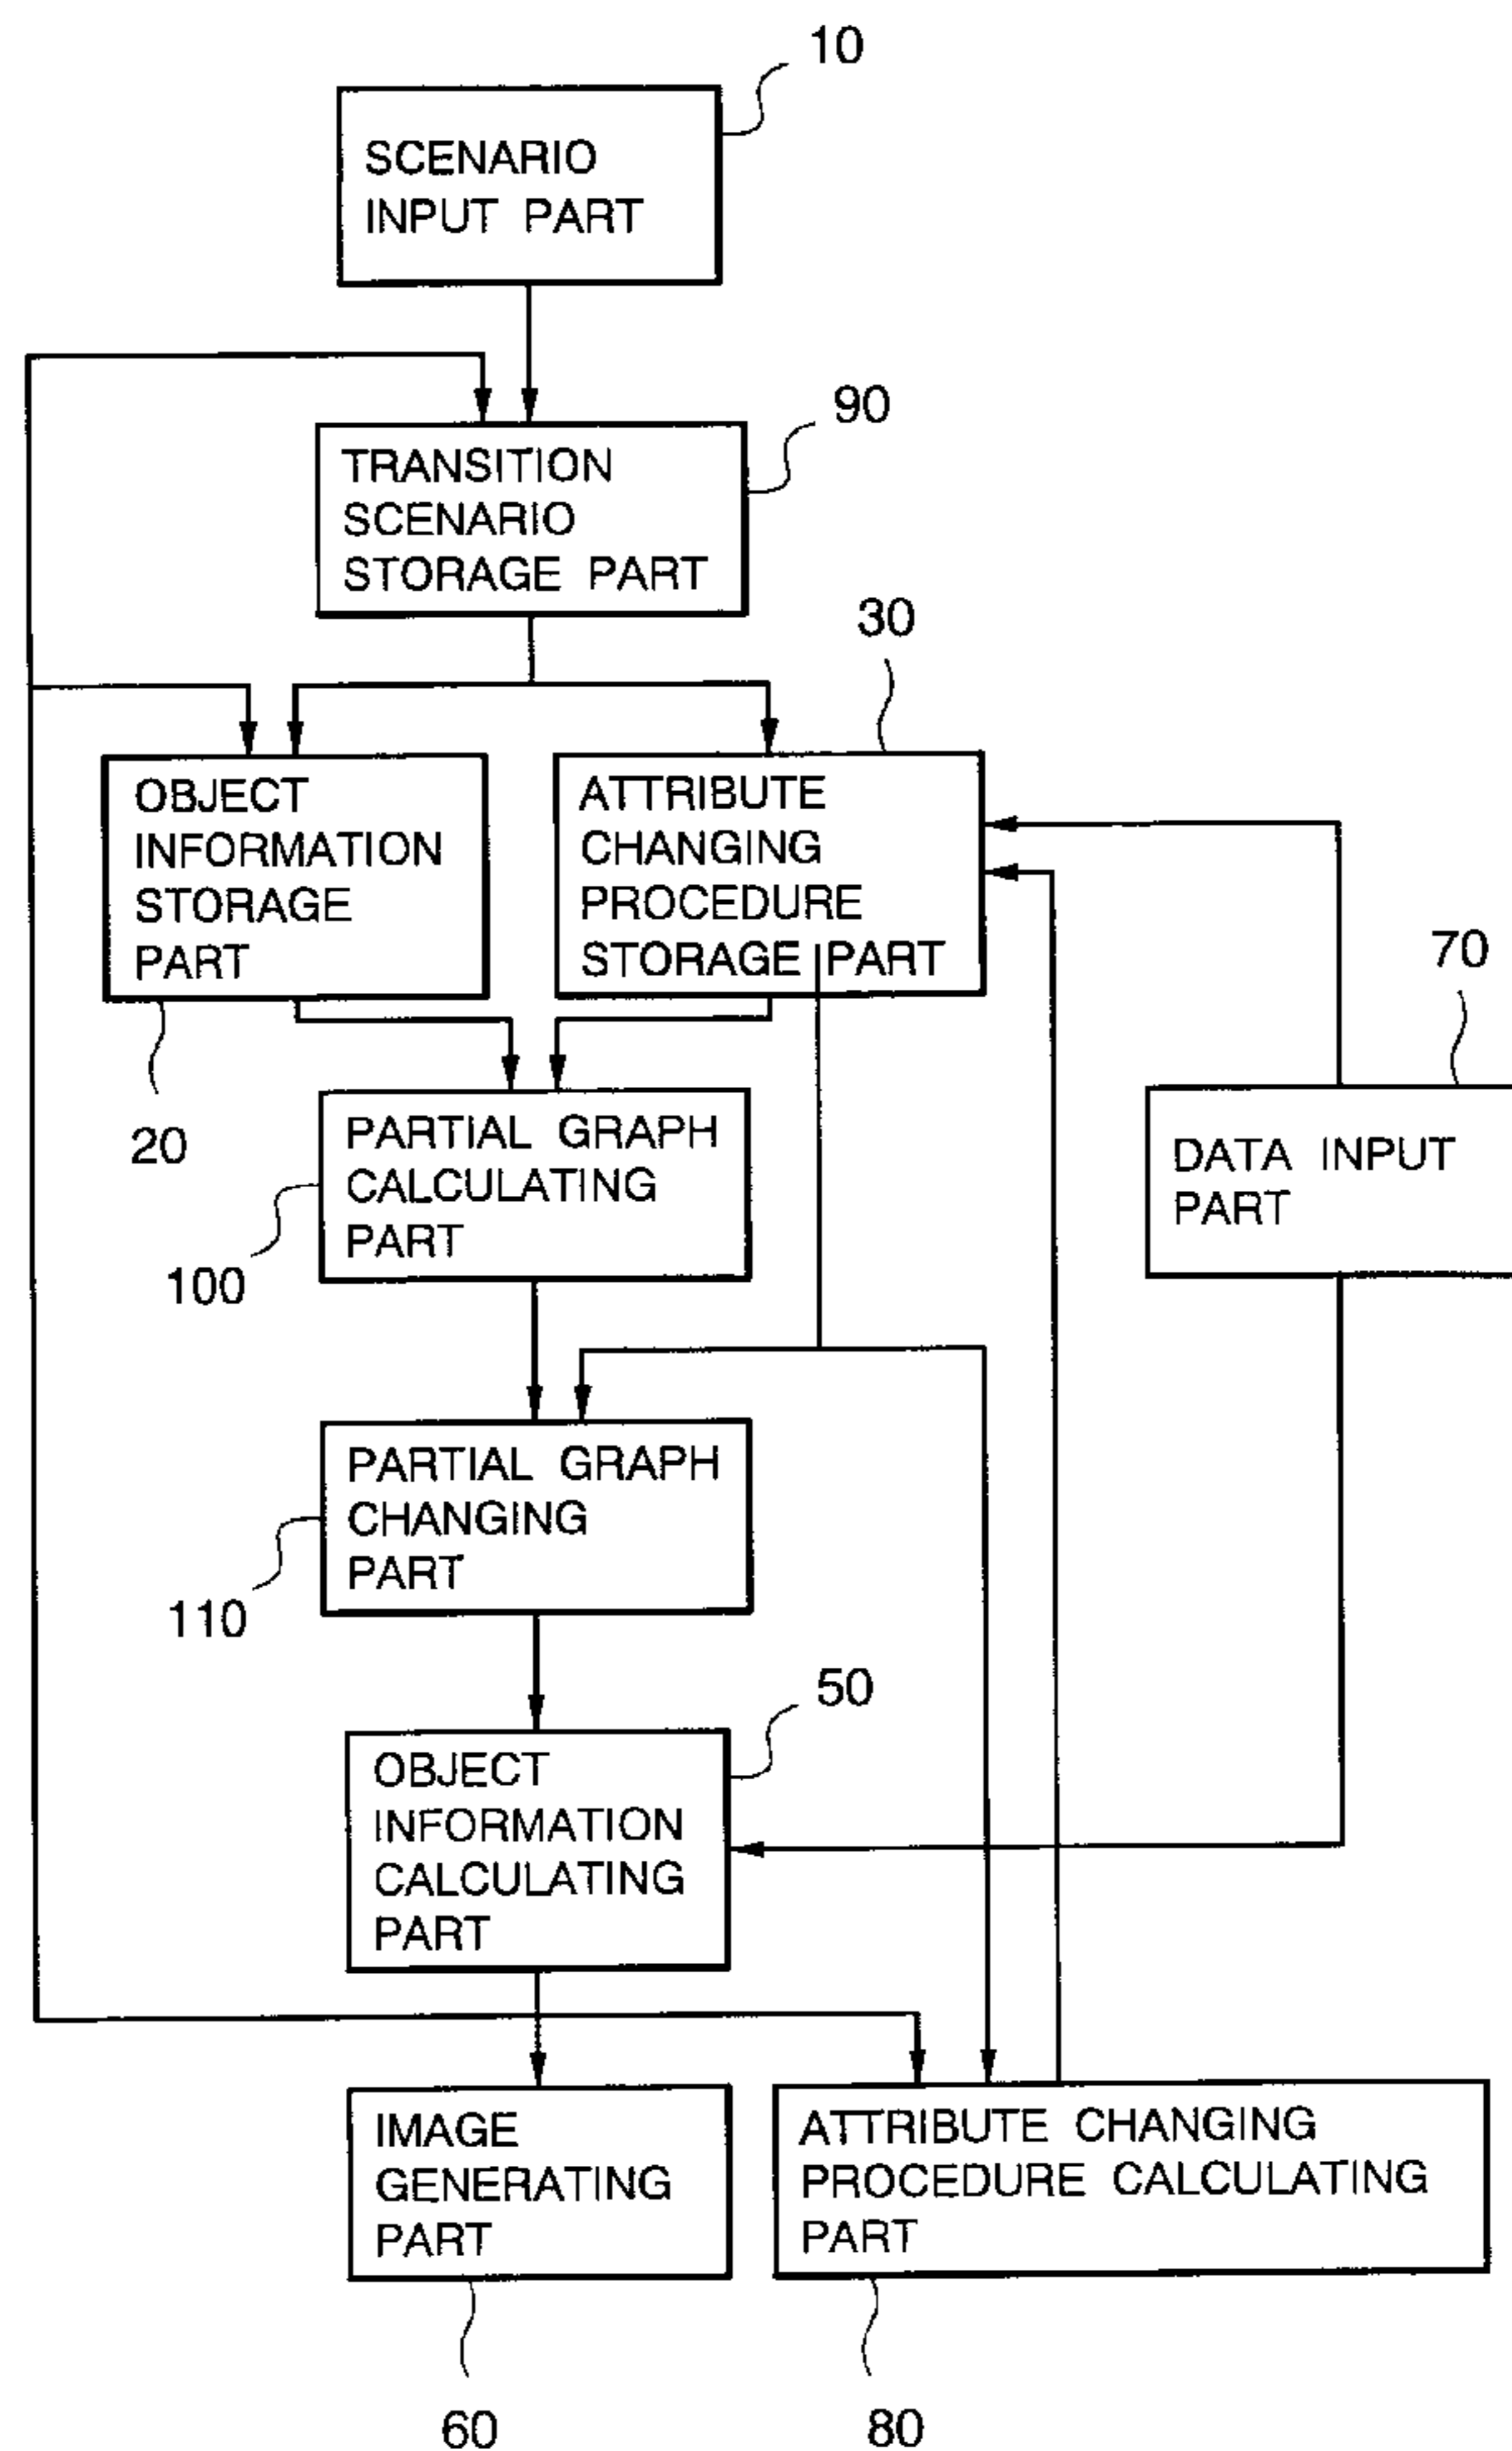 10
SCENARIO
INPUT PART
90
TRANSITION
SCENARIO
STORAGE PART
30
OBJECT
INFORMATION
STORAGE
PART
20
ATTRIBUTE
CHANGING
PROCEDURE
STORAGE PART
70
DATA INPUT
PART
PARTIAL GRAPH
CALCULATING
PART
100
PARTIAL GRAPH
CHANGING
PART
110
50
OBJECT
INFORMATION
CALCULATING
PART
IMAGE
GENERATING
PART
60
ATTRIBUTE CHANGING
PROCEDURE CALCULATING
PART
80